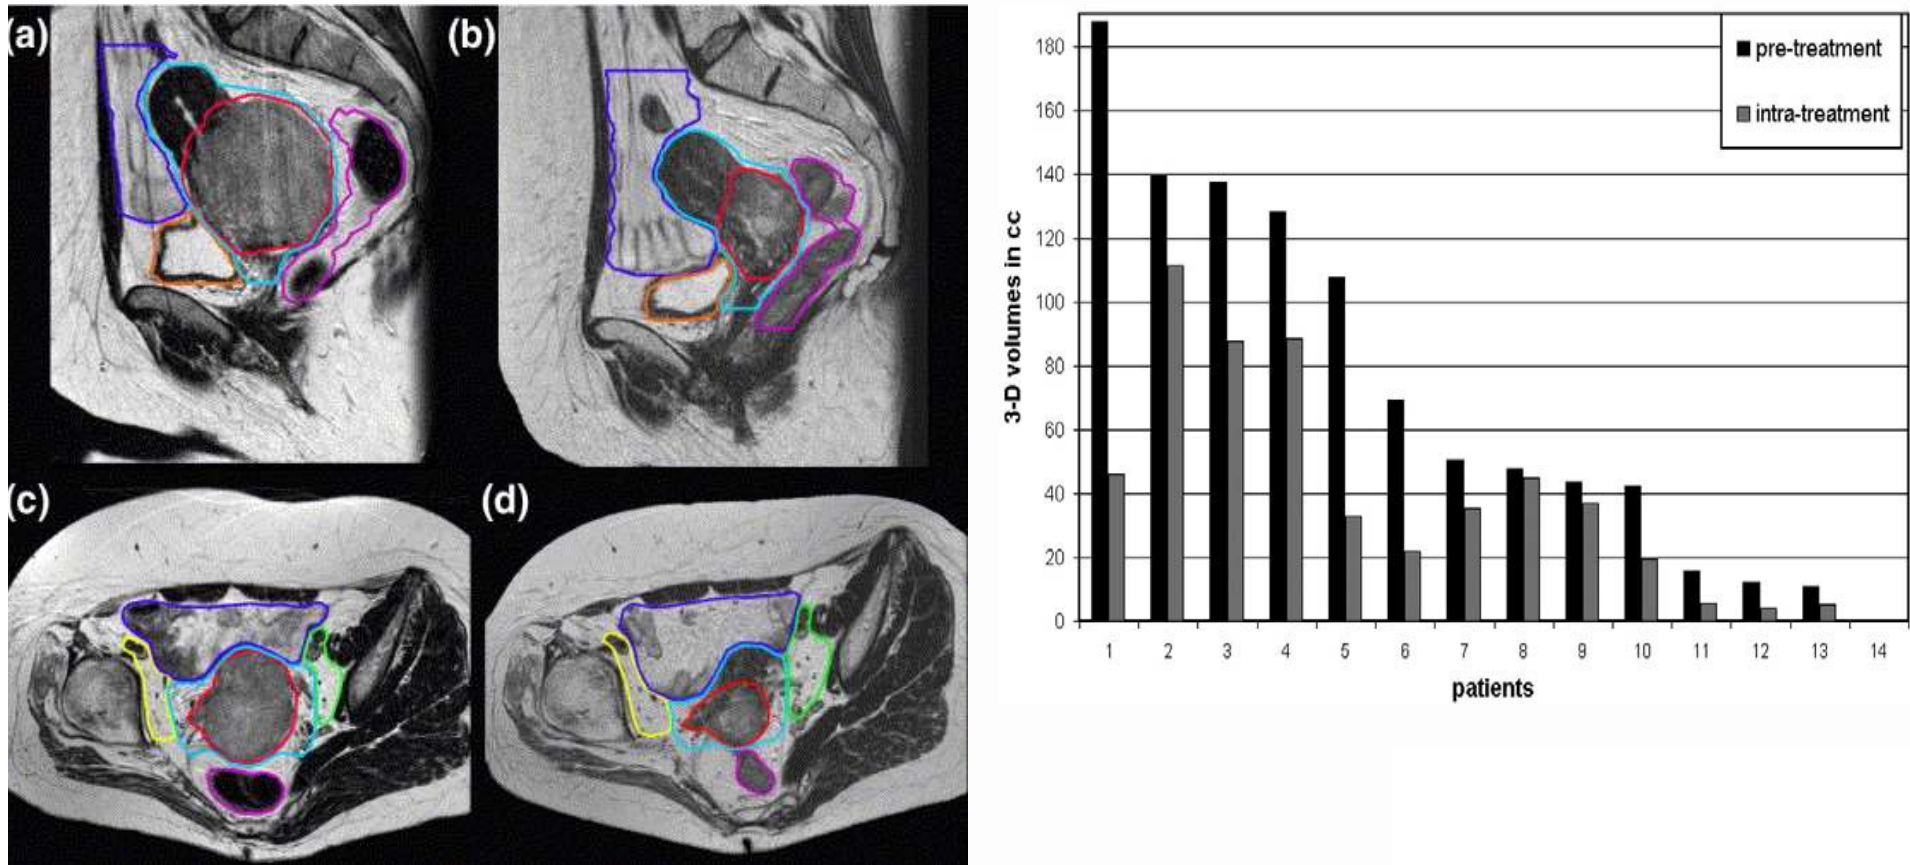 (a)
(b)
(c)
(d)
3-D volumes in cc
180
160
140
120
100
80
60
40
20
0
pre-treatment
intra-treatment
1 2 3 4 5 6 7 8 9 10 11 12 13 14
patients